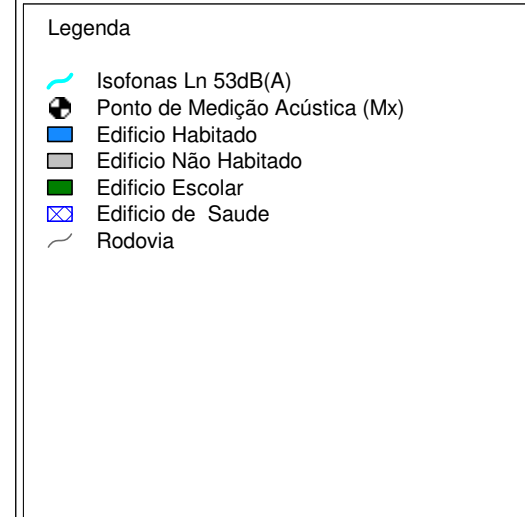 Legenda
Isofonas Ln 53dB(A)
Ponto de Medição Acústica (Mx)
Edificio Habitado
Edificio Não Habitado
Edificio Escolar
Edificio de Saude
Rodovia